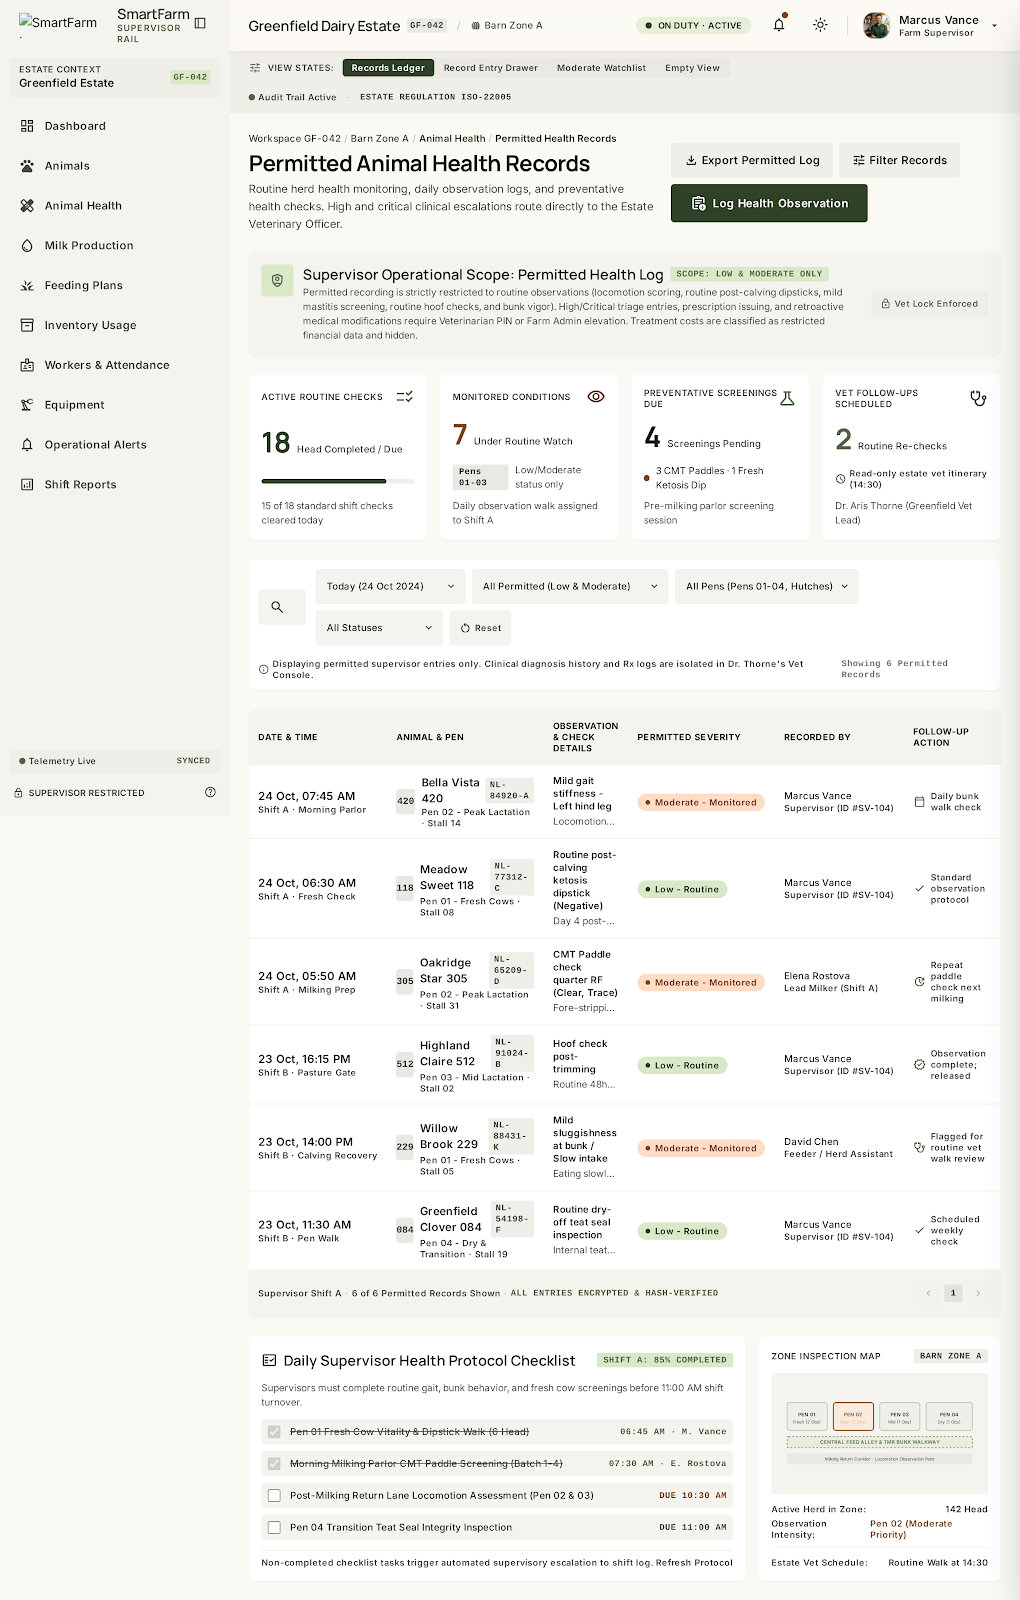 SmartFarm
SmartFarm
SUPERVISOR
RAIL
ESTATE CONTEXT
Greenfield Estate
GF-042
Dashboard
Animals
Animal Health
Milk Production
Feeding Plans
Inventory Usage
Workers & Attendance
Equipment
Operational Alerts
Shift Reports
Telemetry Live
SYNCED
SUPERVISOR RESTRICTED
Greenfield Dairy Estate GF-042 / Barn Zone A
ON DUTY · ACTIVE
Marcus Vance
Farm Supervisor
VIEW STATES: Records Ledger Record Entry Drawer Moderate Watchlist Empty View
Audit Trail Active · ESTATE REGULATION ISO-22005
Workspace GF-042 / Barn Zone A / Animal Health / Permitted Health Records
Permitted Animal Health Records
Routine herd health monitoring, daily observation logs, and preventative
health checks. High and critical clinical escalations route directly to the Estate
Veterinary Officer.
Export Permitted Log
Filter Records
Log Health Observation
Supervisor Operational Scope: Permitted Health Log SCOPE: LOW & MODERATE ONLY
Permitted recording is strictly restricted to routine observations (locomotion scoring, routine post-calving dipsticks, mild
mastitis screening, routine hoof checks, and bunk vigor). High/Critical triage entries, prescription issuing, and retroactive
medical modifications require Veterinarian PIN or Farm Admin elevation. Treatment costs are classified as restricted
financial data and hidden.
Vet Lock Enforced
ACTIVE ROUTINE CHECKS
18 Head Completed / Due
15 of 18 standard shift checks
cleared today
MONITORED CONDITIONS
7 Under Routine Watch
Pens
01-03
Low/Moderate
status only
Daily observation walk assigned
to Shift A
PREVENTATIVE SCREENINGS
DUE
4 Screenings Pending
3 CMT Paddles · 1 Fresh
Ketosis Dip
Pre-milking parlor screening
session
VET FOLLOW-UPS
SCHEDULED
2 Routine Re-checks
Read-only estate vet itinerary
(14:30)
Dr. Aris Thorne (Greenfield Vet
Lead)
Today (24 Oct 2024)
All Permitted (Low & Moderate)
All Pens (Pens 01-04, Hutches)
All Statuses
Reset
Displaying permitted supervisor entries only. Clinical diagnosis history and Rx logs are isolated in Dr. Thorne's Vet
Console.
Showing 6 Permitted
Records
DATE & TIME
ANIMAL & PEN
OBSERVATION
& CHECK
DETAILS
PERMITTED SEVERITY
RECORDED BY
FOLLOW-UP
ACTION
24 Oct, 07:45 AM
Shift A · Morning Parlor
420
Bella Vista
420
NL-
84920-A
Pen 02 - Peak Lactation
· Stall 14
Mild gait
stiffness -
Left hind leg
Locomotion...
Moderate - Monitored
Marcus Vance
Supervisor (ID #SV-104)
Daily bunk
walk check
24 Oct, 06:30 AM
Shift A · Fresh Check
118
Meadow
Sweet 118
NL-
77312-
C
Pen 01 - Fresh Cows ·
Stall 08
Routine post-
calving
ketosis
dipstick
(Negative)
Day 4 post-...
Low - Routine
Marcus Vance
Supervisor (ID #SV-104)
Standard
observation
protocol
24 Oct, 05:50 AM
Shift A · Milking Prep
305
Oakridge
Star 305
NL-
65209-
D
Pen 02 - Peak Lactation
· Stall 31
CMT Paddle
check
quarter RF
(Clear, Trace)
Fore-strippi...
Moderate - Monitored
Elena Rostova
Lead Milker (Shift A)
Repeat
paddle
check next
milking
23 Oct, 16:15 PM
Shift B · Pasture Gate
512
Highland
Claire 512
NL-
91024-
B
Pen 03 - Mid Lactation ·
Stall 02
Hoof check
post-
trimming
Routine 48h...
Low - Routine
Marcus Vance
Supervisor (ID #SV-104)
Observation
complete;
released
23 Oct, 14:00 PM
Shift B · Calving Recovery
229
Willow
Brook 229
NL-
88431-
K
Pen 01 - Fresh Cows ·
Stall 05
Mild
sluggishness
at bunk /
Slow intake
Eating slowl...
Moderate - Monitored
David Chen
Feeder / Herd Assistant
Flagged for
routine vet
walk review
23 Oct, 11:30 AM
Shift B · Pen Walk
084
Greenfield
Clover 084
NL-
54198-
F
Pen 04 - Dry &
Transition · Stall 19
Routine dry-
off teat seal
inspection
Internal teat...
Low - Routine
Marcus Vance
Supervisor (ID #SV-104)
Scheduled
weekly
check
Supervisor Shift A · 6 of 6 Permitted Records Shown · ALL ENTRIES ENCRYPTED & HASH-VERIFIED
1
Daily Supervisor Health Protocol Checklist
SHIFT A: 85% COMPLETED
Supervisors must complete routine gait, bunk behavior, and fresh cow screenings before 11:00 AM shift
turnover.
Pen 01 Fresh Cow Vitality & Dipstick Walk (6 Head) 06:45 AM · M. Vance
Morning Milking Parlor CMT Paddle Screening (Batch 1-4) 07:30 AM · E. Rostova
Post-Milking Return Lane Locomotion Assessment (Pen 02 & 03) DUE 10:30 AM
Pen 04 Transition Teat Seal Integrity Inspection DUE 11:00 AM
Non-completed checklist tasks trigger automated supervisory escalation to shift log. Refresh Protocol
ZONE INSPECTION MAP
BARN ZONE A
PEN 01
Fresh (2 Obs)
PEN 02
PEN 03
Mid (1 Obs)
PEN 04
Dry (1 Obs)
CENTRAL FEED ALLEY & TMR BUNK WALKWAY
Milking Return Corridor · Locomotion Observation Point
Active Herd in Zone: 142 Head
Observation
Intensity:
Pen 02 (Moderate
Priority)
Estate Vet Schedule: Routine Walk at 14:30